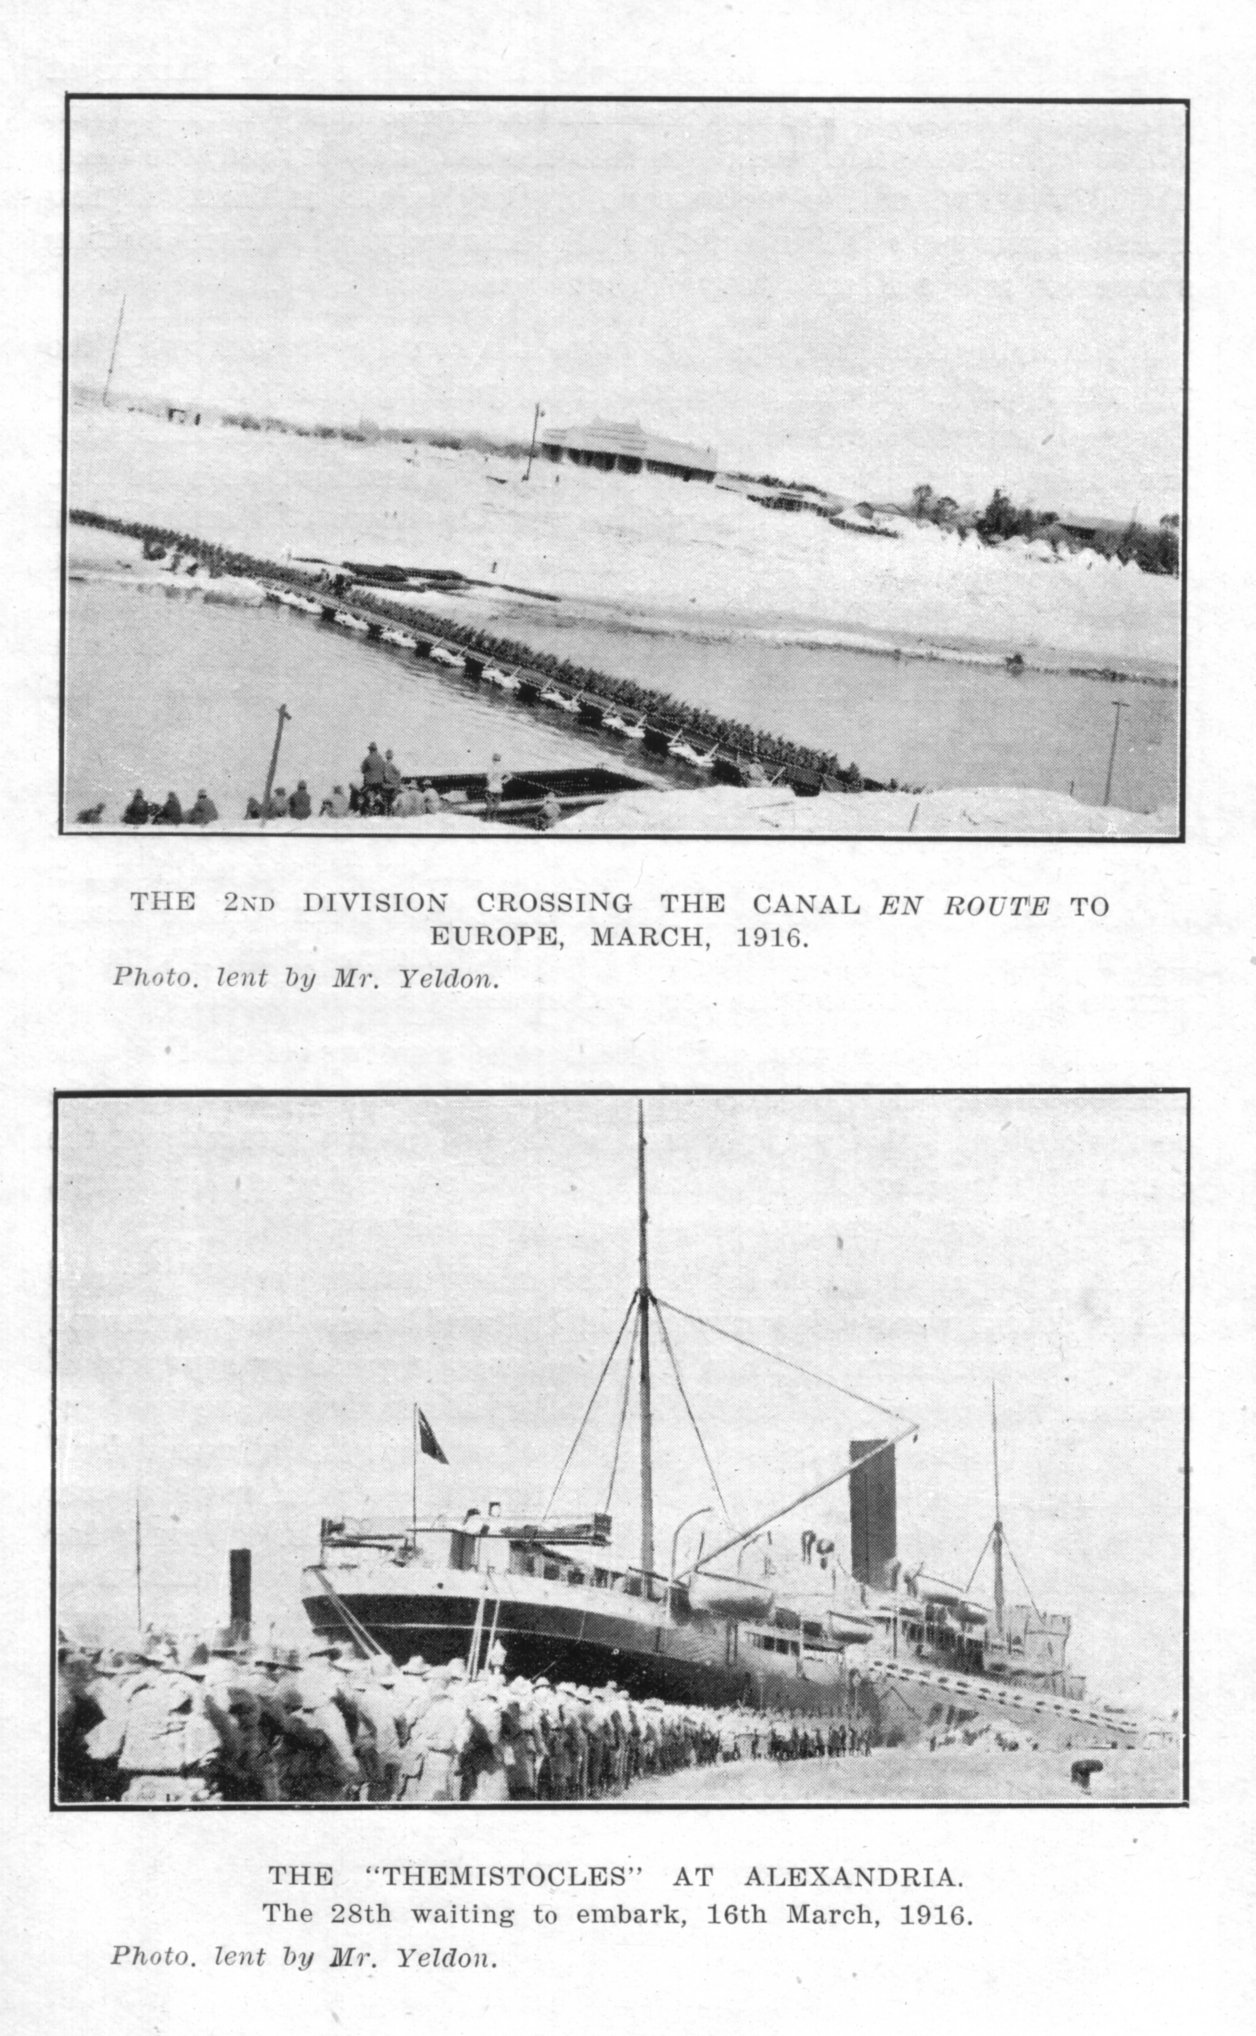 THE 2ND DIVISION CROSSING THE CANAL EN ROUTE TO
EUROPE, MARCH, 1916.
Photo. lent by Mr. Yeldon.
THE "THEMISTOCLES" AT ALEXANDRIA.
The 28th waiting to embark, 16th March, 1916.
Photo. lent by Mr. Yeldon.